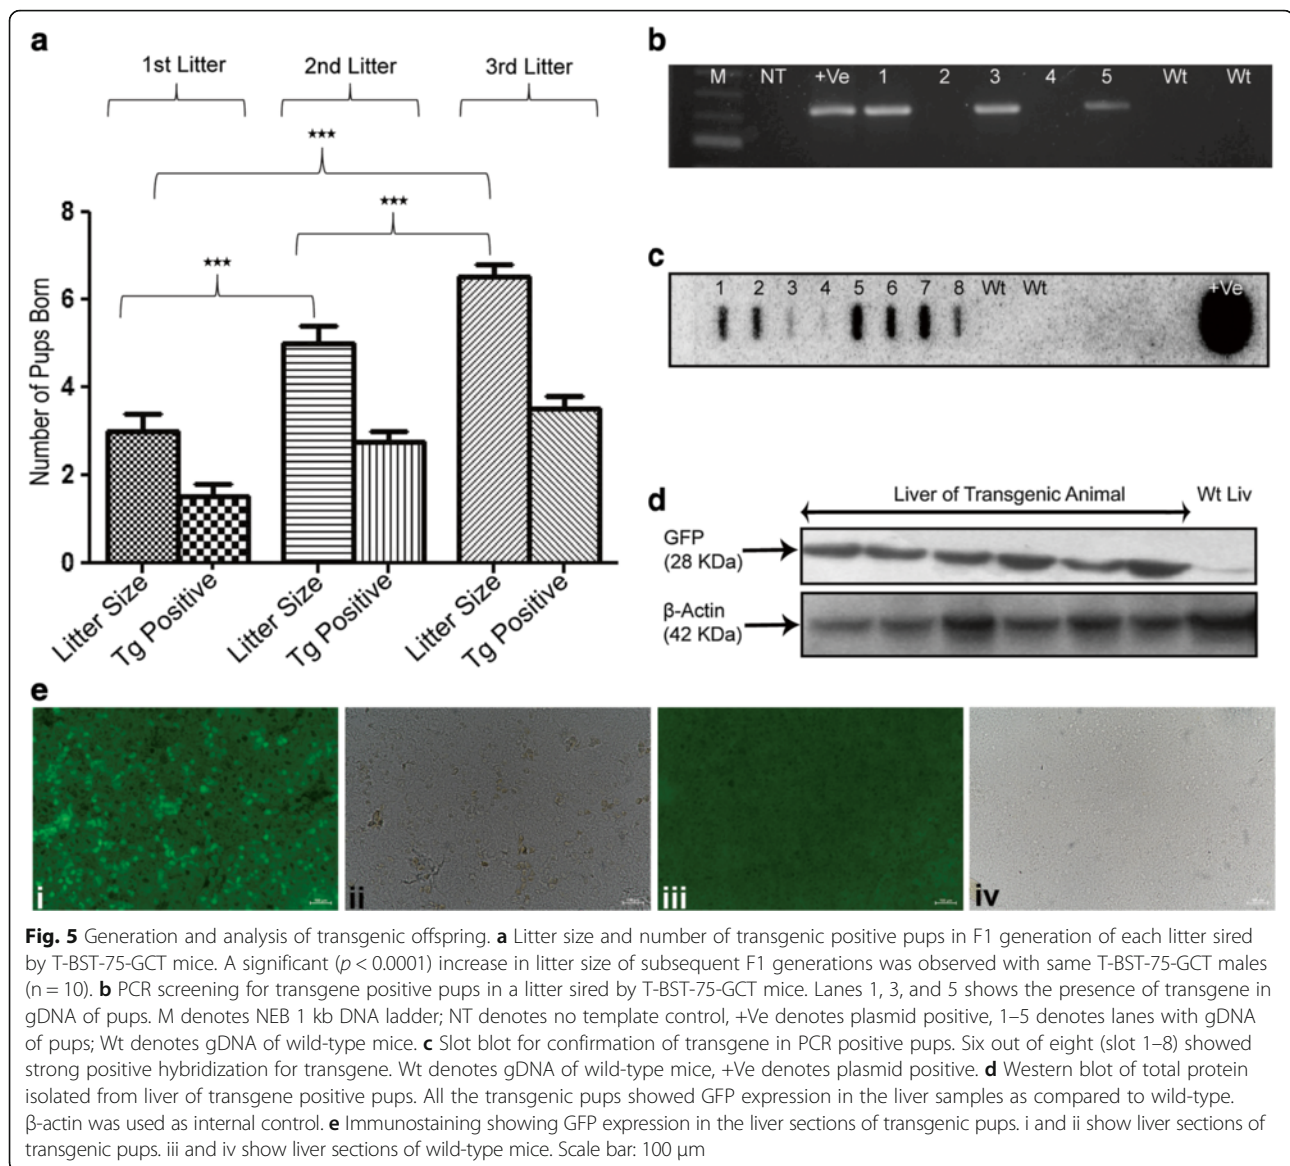 a
1st Litter 2nd Litter 3rd Litter
★★★
★★★
★★★
Number of Pups Born
8
6
4
2
0
Litter Size
Tg Positive
Litter Size
Tg Positive
Litter Size
Tg Positive
b
M NT +Ve 1 2 3 4 5 Wt Wt
c
1 2 3 4 5 6 7 8 Wt Wt +Ve
d
Liver of Transgenic Animal Wt Liv
GFP
(28 KDa)
β-Actin
(42 KDa)
e
i ii iii iv
Fig. 5 Generation and analysis of transgenic offspring. a Litter size and number of transgenic positive pups in F1 generation of each litter sired
by T-BST-75-GCT mice. A significant (p < 0.0001) increase in litter size of subsequent F1 generations was observed with same T-BST-75-GCT males
(n = 10). b PCR screening for transgene positive pups in a litter sired by T-BST-75-GCT mice. Lanes 1, 3, and 5 shows the presence of transgene in
gDNA of pups. M denotes NEB 1 kb DNA ladder; NT denotes no template control, +Ve denotes plasmid positive, 1–5 denotes lanes with gDNA
of pups; Wt denotes gDNA of wild-type mice. c Slot blot for confirmation of transgene in PCR positive pups. Six out of eight (slot 1–8) showed
strong positive hybridization for transgene. Wt denotes gDNA of wild-type mice, +Ve denotes plasmid positive. d Western blot of total protein
isolated from liver of transgene positive pups. All the transgenic pups showed GFP expression in the liver samples as compared to wild-type.
β-actin was used as internal control. e Immunostaining showing GFP expression in the liver sections of transgenic pups. i and ii show liver sections of
transgenic pups. iii and iv show liver sections of wild-type mice. Scale bar: 100 μm